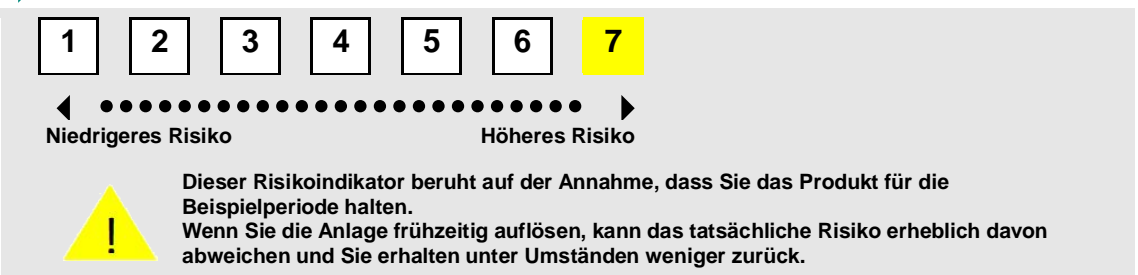 1 2 3 4 5 6 7
Niedrigeres Risiko Höheres Risiko
!
Dieser Risikoindikator beruht auf der Annahme, dass Sie das Produkt für die
Beispielperiode halten.
Wenn Sie die Anlage frühzeitig auflösen, kann das tatsächliche Risiko erheblich davon
abweichen und Sie erhalten unter Umständen weniger zurück.